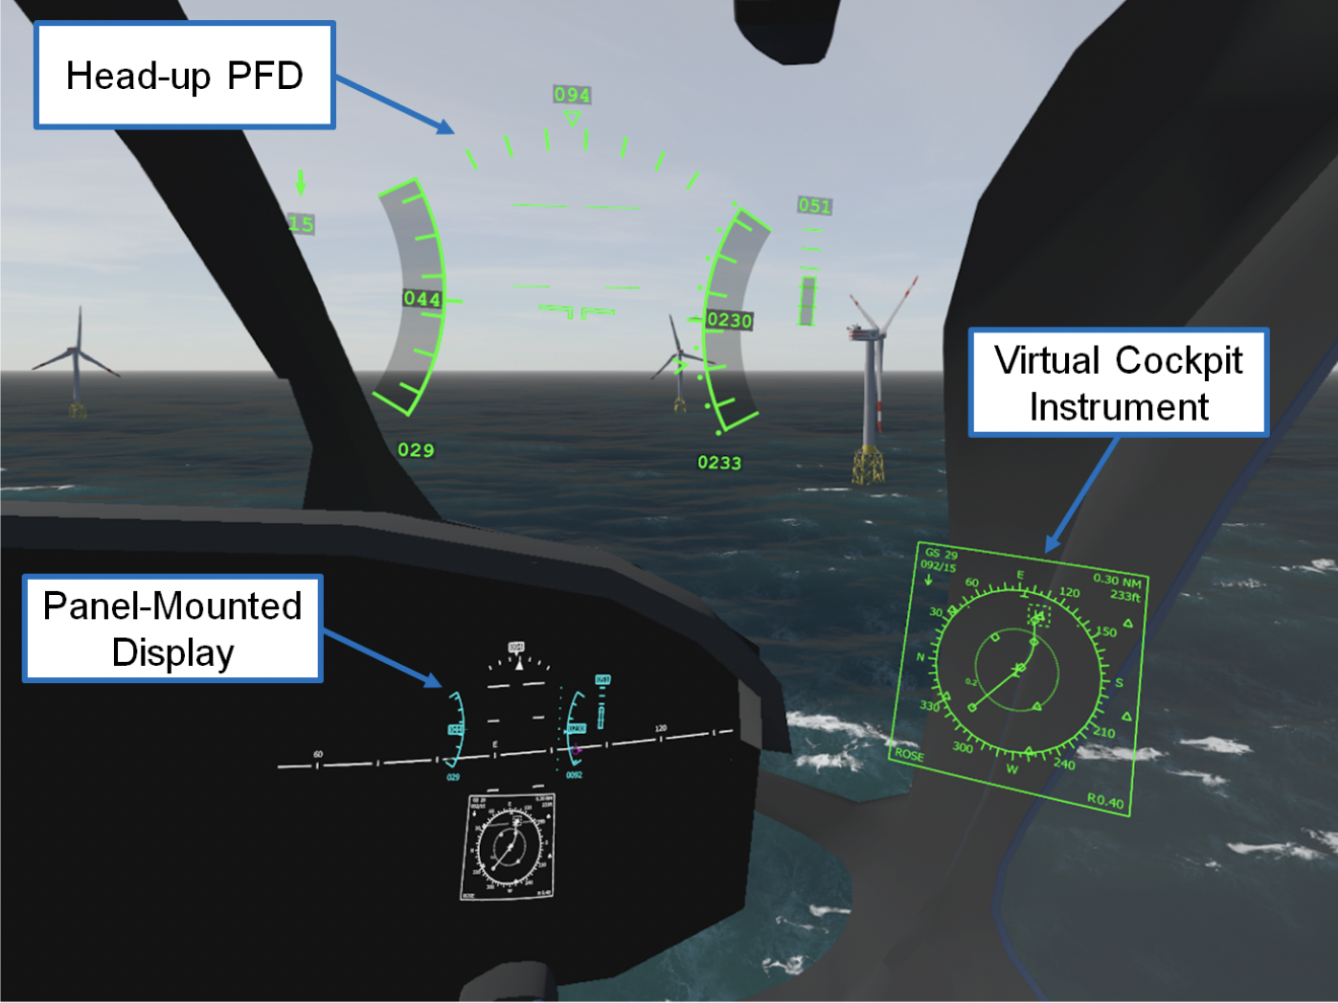 Head-up PFD
094
15
051
044
0230
029
0233
Virtual Cockpit
Instrument
Panel-Mounted
Display
GS 29
092/15
0.30 NM
233ft
E
60
120
30
150
N
S
0.2
330
210
300
240
W
ROSE
R0.40
60
E
120
029
0092